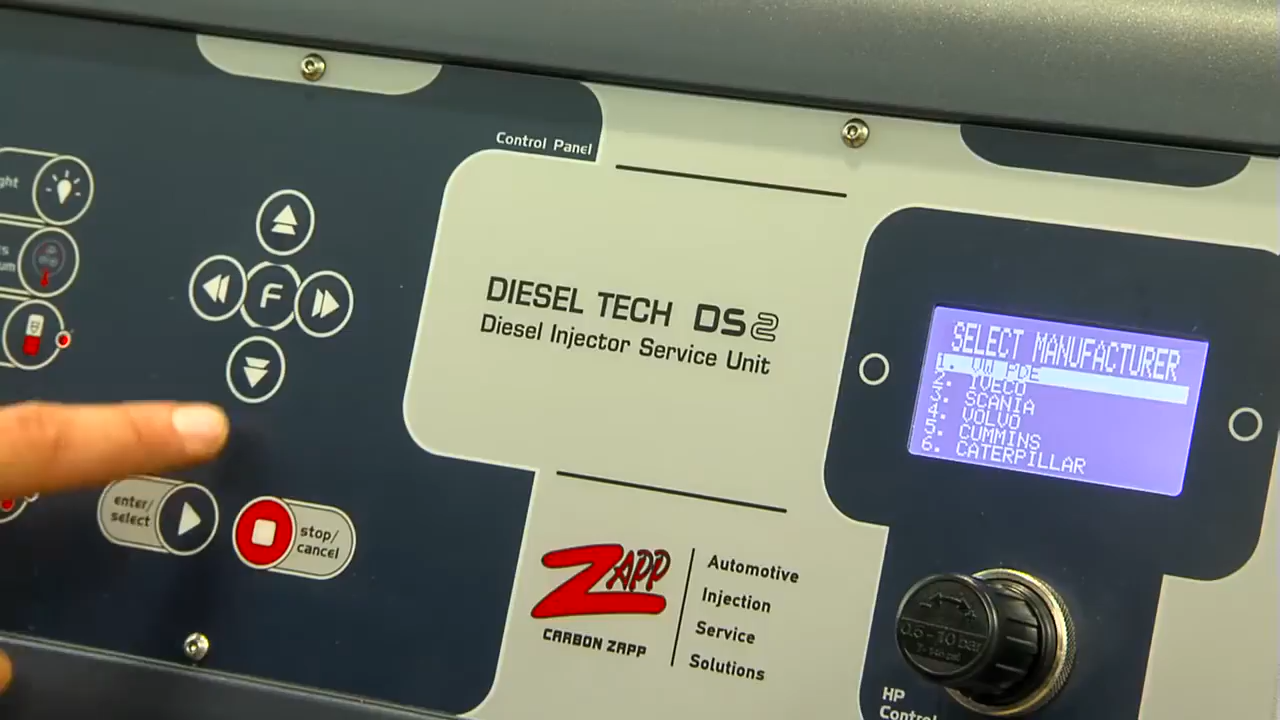 Control Panel
ght
F
DIESEL TECH DS2
Diesel Injector Service Unit
SELECT MANUFACTURER
1. VW PDE
2. IVECO
3. SCANIA
4. VOLVO
5. CUMMINS
6. CATERPILLAR
enter/
select
stop/
cancel
ZAPP
CARBON ZAPP
Automotive
Injection
Service
Solutions
0.5-10 bar
HP
Control